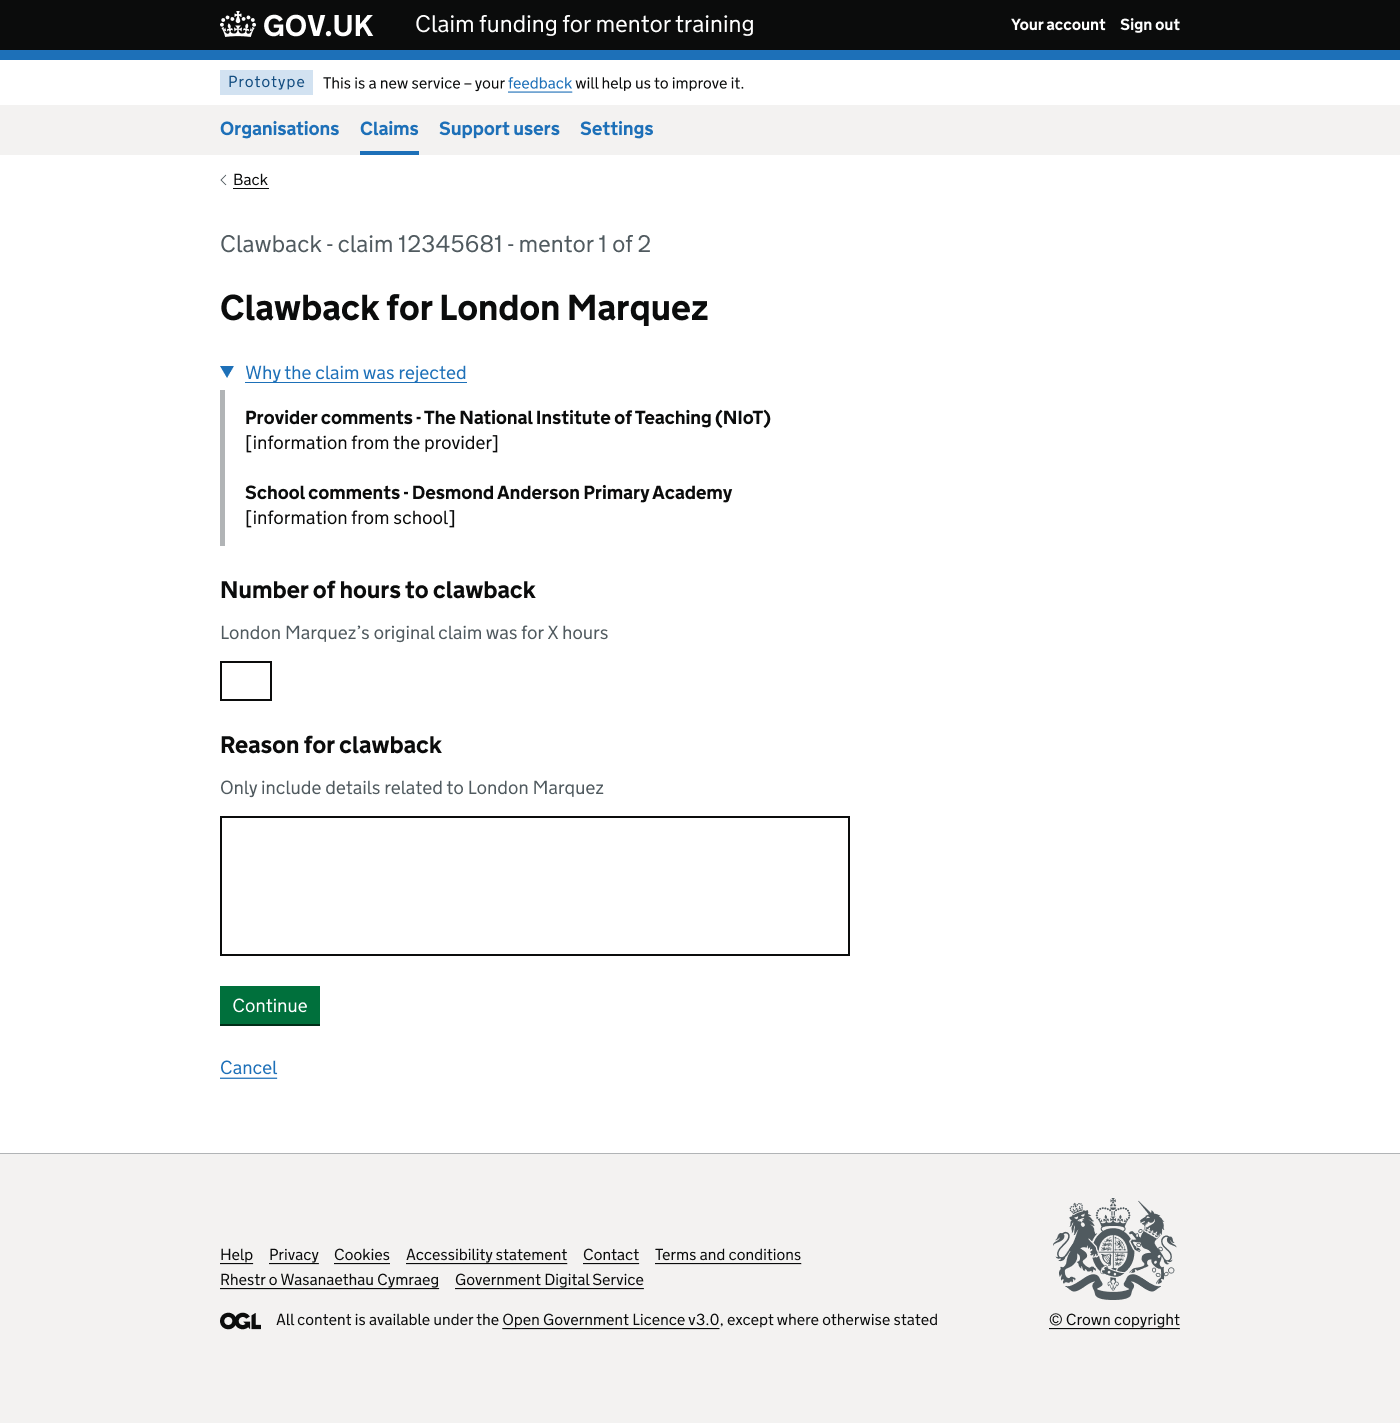 GOV.UK Claim funding for mentor training Your account Sign out
Prototype This is a new service – your feedback will help us to improve it.
Organisations Claims Support users Settings
Back
Clawback - claim 12345681 - mentor 1 of 2
Clawback for London Marquez
Why the claim was rejected
Provider comments - The National Institute of Teaching (NIoT)
[information from the provider]
School comments - Desmond Anderson Primary Academy
[information from school]
Number of hours to clawback
London Marquez’s original claim was for X hours
Reason for clawback
Only include details related to London Marquez
Continue
Cancel
Help Privacy Cookies Accessibility statement Contact Terms and conditions
Rhestr o Wasanaethau Cymraeg Government Digital Service
OGL All content is available under the Open Government Licence v3.0, except where otherwise stated
© Crown copyright